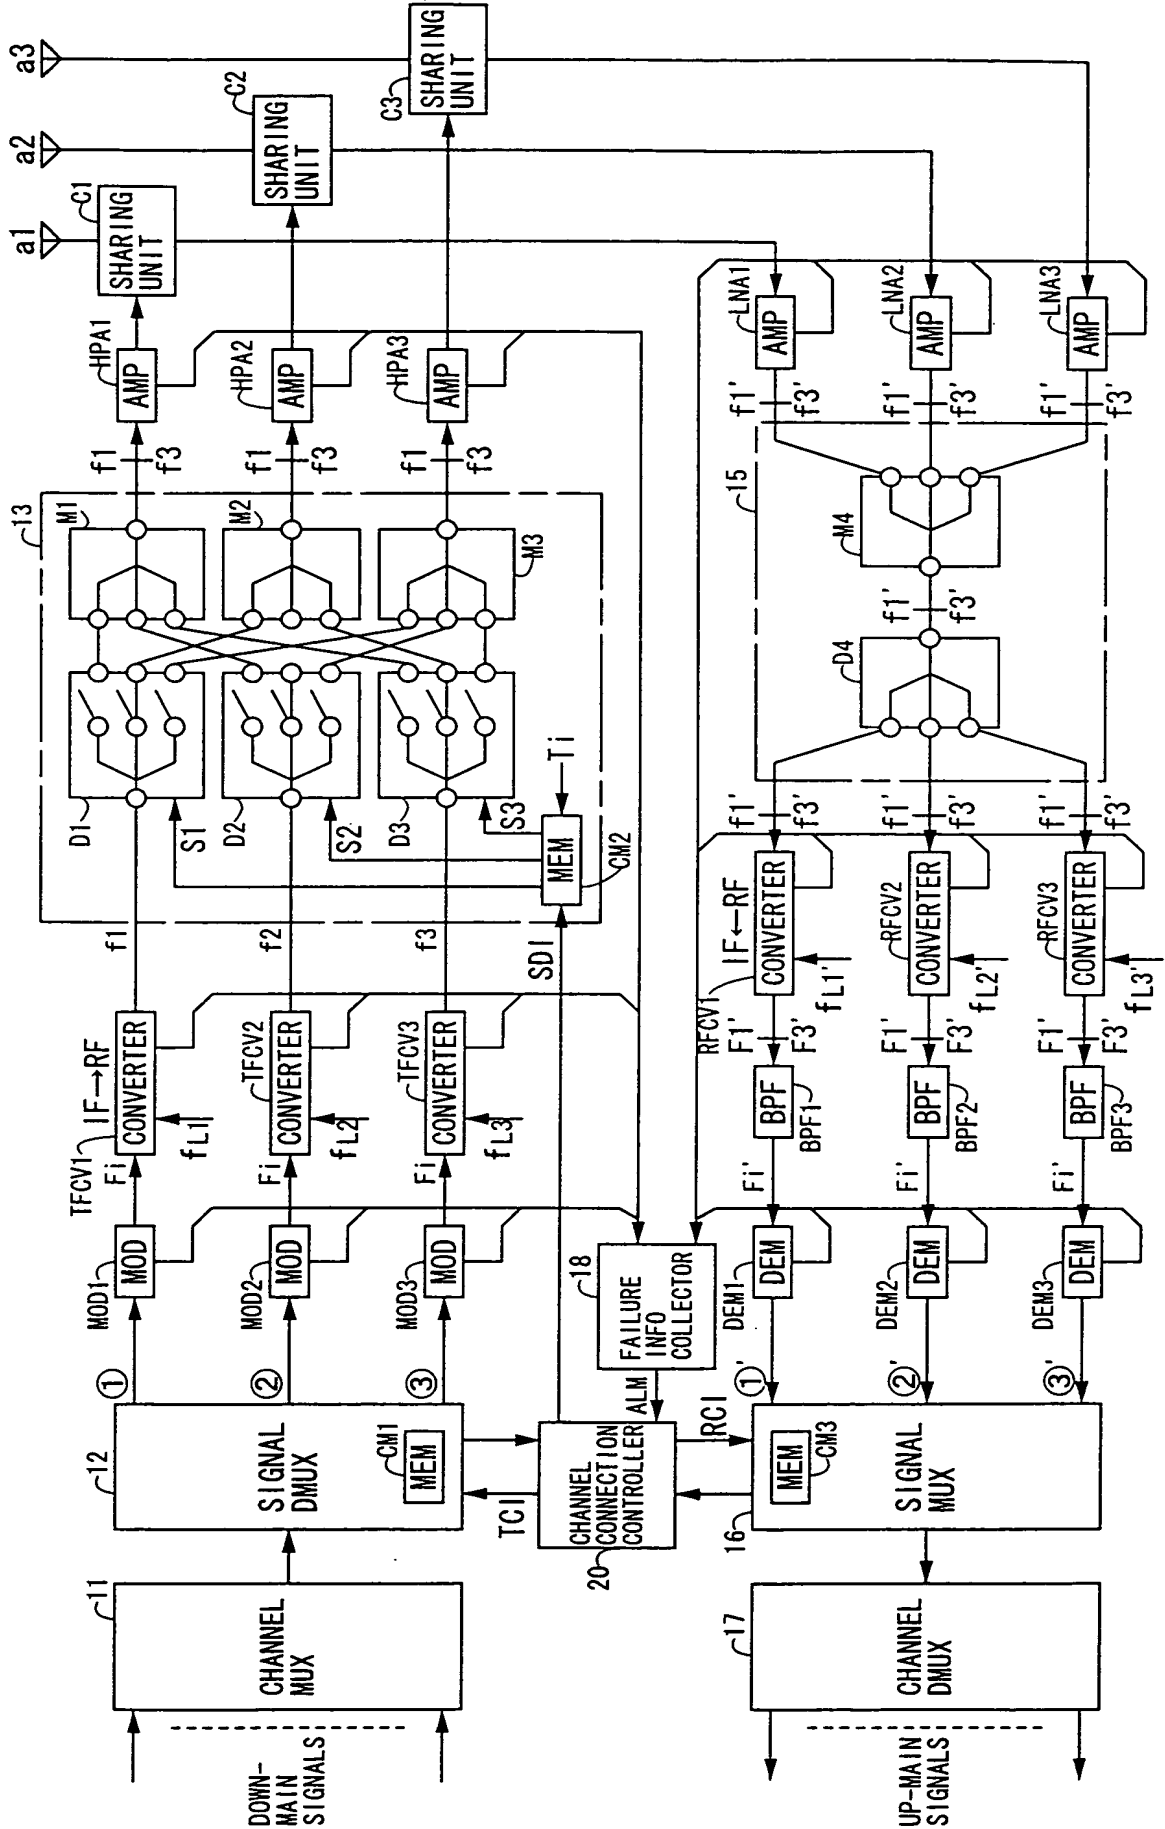 a1
a2
a3
C1
SHARING
UNIT
C2
SHARING
UNIT
C3
SHARING
UNIT
HPA1
AMP
HPA2
AMP
HPA3
AMP
f1
f3
f1
f3
f1
f3
13
M1
M2
M3
D1
D2
D3
S1
S2
S3
MEM
Ti
CM2
SDI
f1
f2
f3
IF→RF
TFCV1
CONVERTER
fL1
TFCV2
CONVERTER
fL2
TFCV3
CONVERTER
fL3
Fi
Fi
Fi
MOD1
MOD
MOD2
MOD
MOD3
MOD
①
②
③
12
SIGNAL
DMUX
CM1
MEM
11
CHANNEL
MUX
DOWN-
MAIN
SIGNALS
TCI
20
CHANNEL
CONNECTION
CONTROLLER
ALM
18
FAILURE
INFO
COLLECTOR
RCI
LNA1
AMP
LNA2
AMP
LNA3
AMP
f1'
f3'
f1'
f3'
f1'
f3'
15
M4
f1'
f3'
D4
f1'
f3'
f1'
f3'
f1'
f3'
IF←RF
RFCV1
CONVERTER
fL1'
RFCV2
CONVERTER
fL2'
RFCV3
CONVERTER
fL3'
F1'
F3'
F1'
F3'
F1'
F3'
BPF
BPF1
BPF
BPF2
BPF
BPF3
Fi'
Fi'
Fi'
DEM1
DEM
DEM2
DEM
DEM3
DEM
①'
②'
③'
MEM
CM3
16
SIGNAL
MUX
17
CHANNEL
DMUX
UP-MAIN
SIGNALS